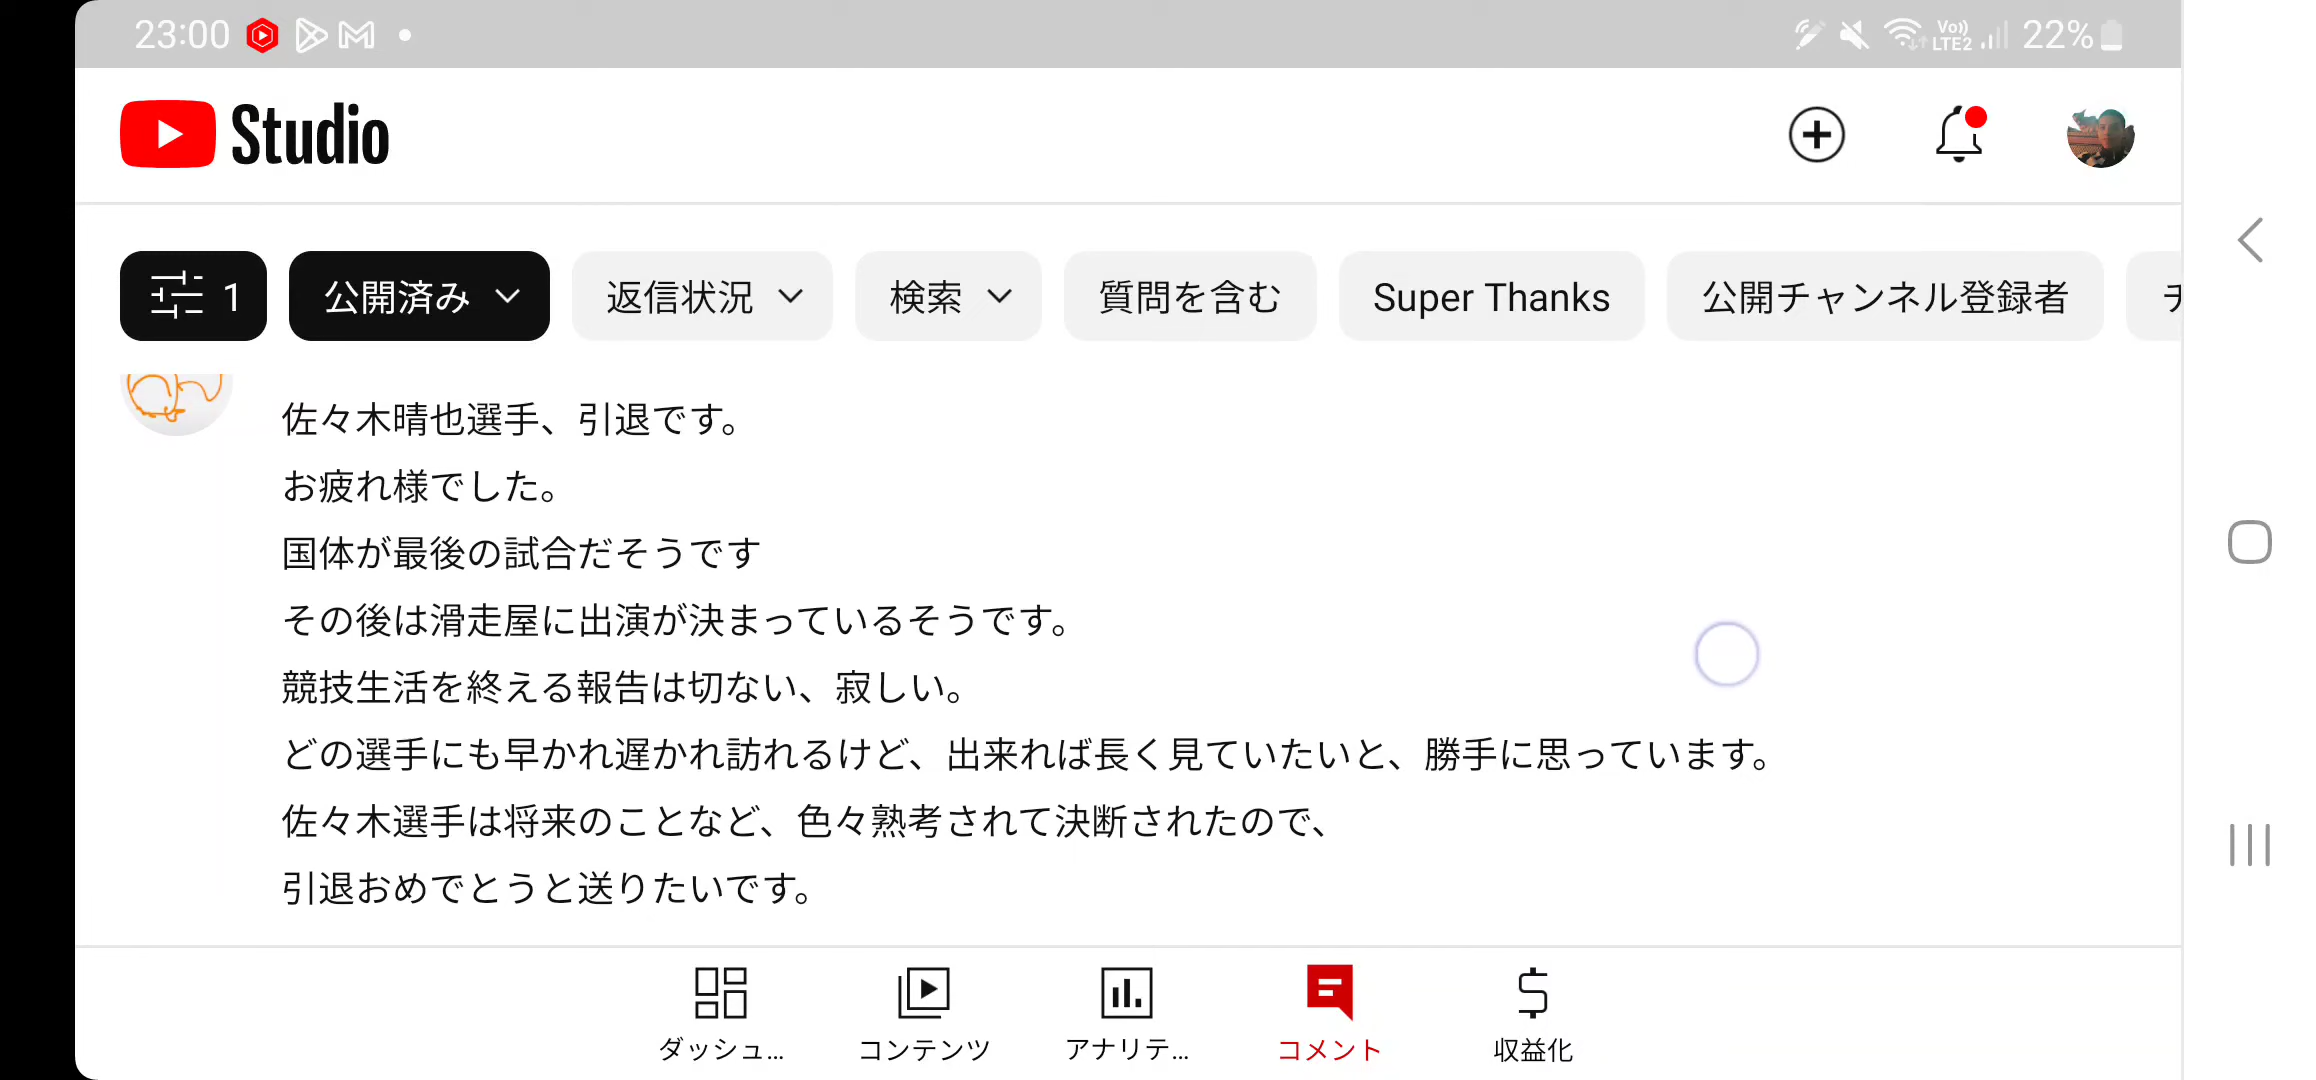 23:00
Vo))
LTE2
22%
Studio
1
公開済み
返信状況
検索
質問を含む
Super Thanks
公開チャンネル登録者
佐々木晴也選手、引退です。
お疲れ様でした。
国体が最後の試合だそうです
その後は滑走屋に出演が決まっているそうです。
競技生活を終える報告は切ない、寂しい。
どの選手にも早かれ遅かれ訪れるけど、出来れば長く見ていたいと、勝手に思っています。
佐々木選手は将来のことなど、色々熟考されて決断されたので、
引退おめでとうと送りたいです。
ダッシュ...
コンテンツ
アナリテ...
コメント
収益化